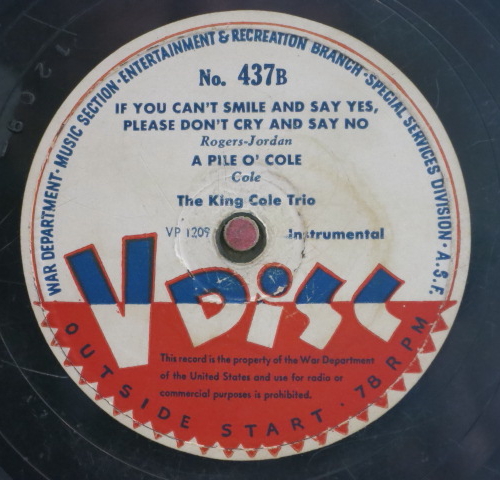 WAR DEPARTMENT · MUSIC SECTION · ENTERTAINMENT & RECREATION BRANCH · SPECIAL SERVICES DIVISION · A.S.F.
No. 437B
IF YOU CAN'T SMILE AND SAY YES,
PLEASE DON'T CRY AND SAY NO
Rogers-Jordan
A PILE O' COLE
Cole
The King Cole Trio
VP 1209 Instrumental
V DiSC
This record is the property of the War Department
of the United States and use for radio or
commercial purposes is prohibited.
OUTSIDE START · 78 RPM